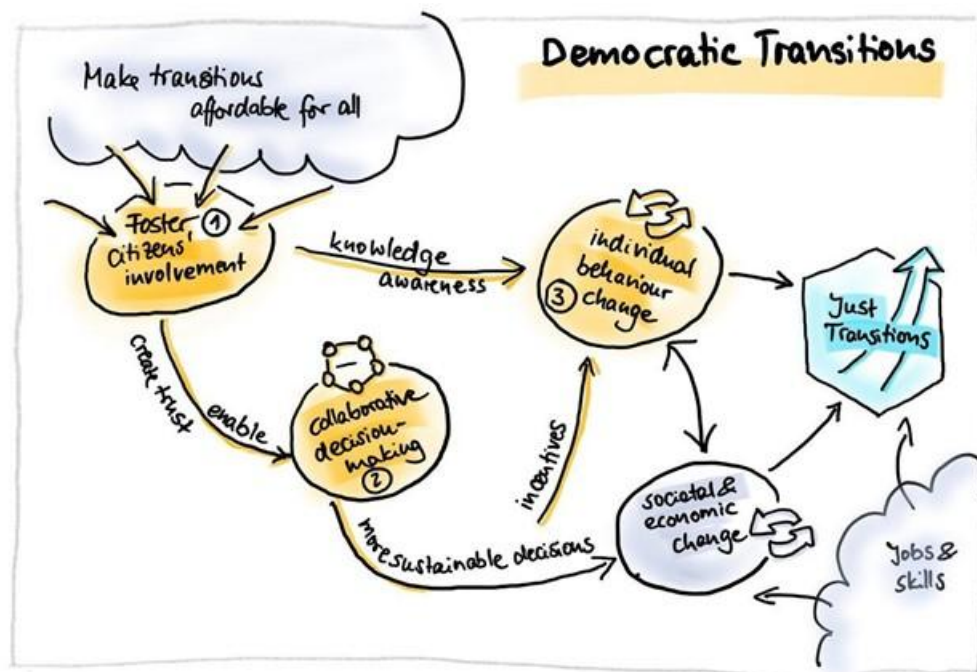 Democratic Transitions
Make transitions
affordable for all
Foster 1
citizens'
involvement
knowledge
awareness
individual
behaviour
3 change
Just
Transitions
create trust
enable
collaborative
decision-
making
2
incentives
more sustainable decisions
societal &
economic
change
Jobs &
skills